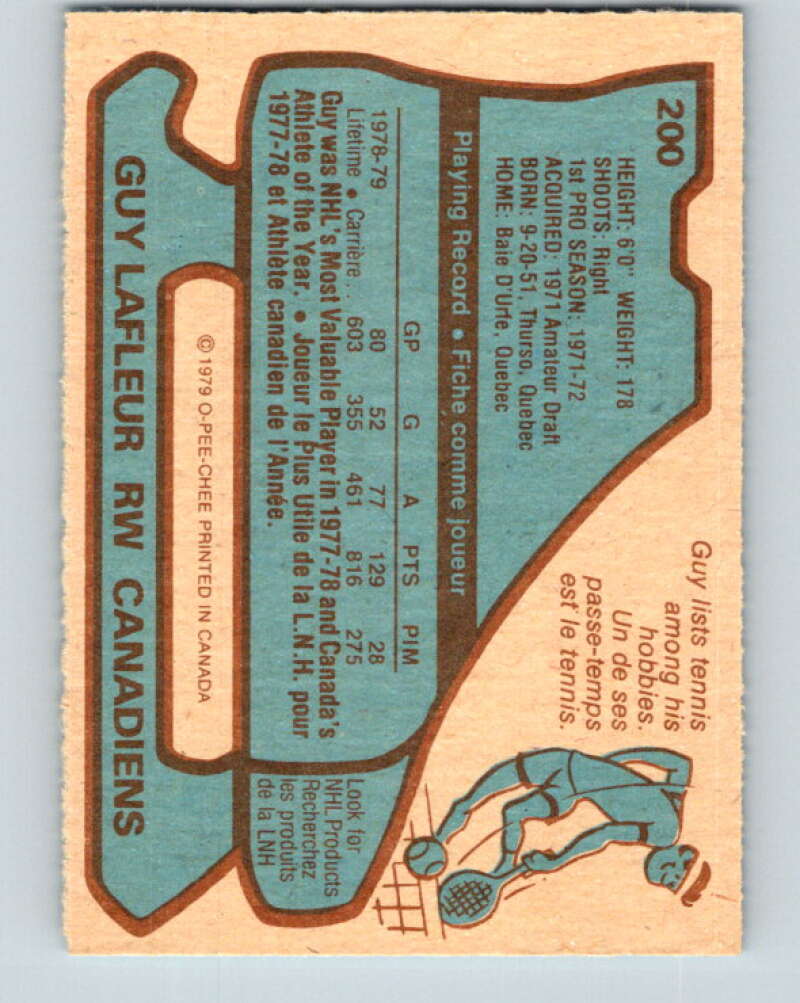 200
HEIGHT: 6'0" WEIGHT: 178
SHOOTS: Right
1st PRO SEASON: 1971-72
ACQUIRED: 1971 Amateur Draft
BORN: 9-20-51, Thurso, Quebec
HOME: Baie D'Urfe, Quebec
Guy lists tennis
among his
hobbies.
Un de ses
passe-temps
est le tennis.
Playing Record • Fiche comme joueur
GP G A PTS PIM
1978-79 80 52 77 129 28
Lifetime • Carrière.. 603 355 461 816 275
Guy was NHL's Most Valuable Player in 1977-78 and Canada's
Athlete of the Year. • Joueur le Plus Utile de la L.N.H. pour
1977-78 et Athlète canadien de l'Année.
Look for
NHL Products
Recherchez
les produits
de la LNH
© 1979 O-PEE-CHEE PRINTED IN CANADA
GUY LAFLEUR RW CANADIENS